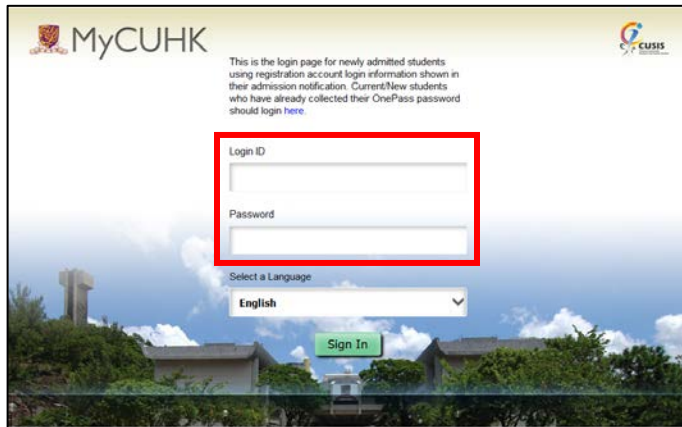 MyCUHK
CUSIS
This is the login page for newly admitted students
using registration account login information shown in
their admission notification. Current/New students
who have already collected their OnePass password
should login here.
Login ID
Password
Select a Language
English
Sign In